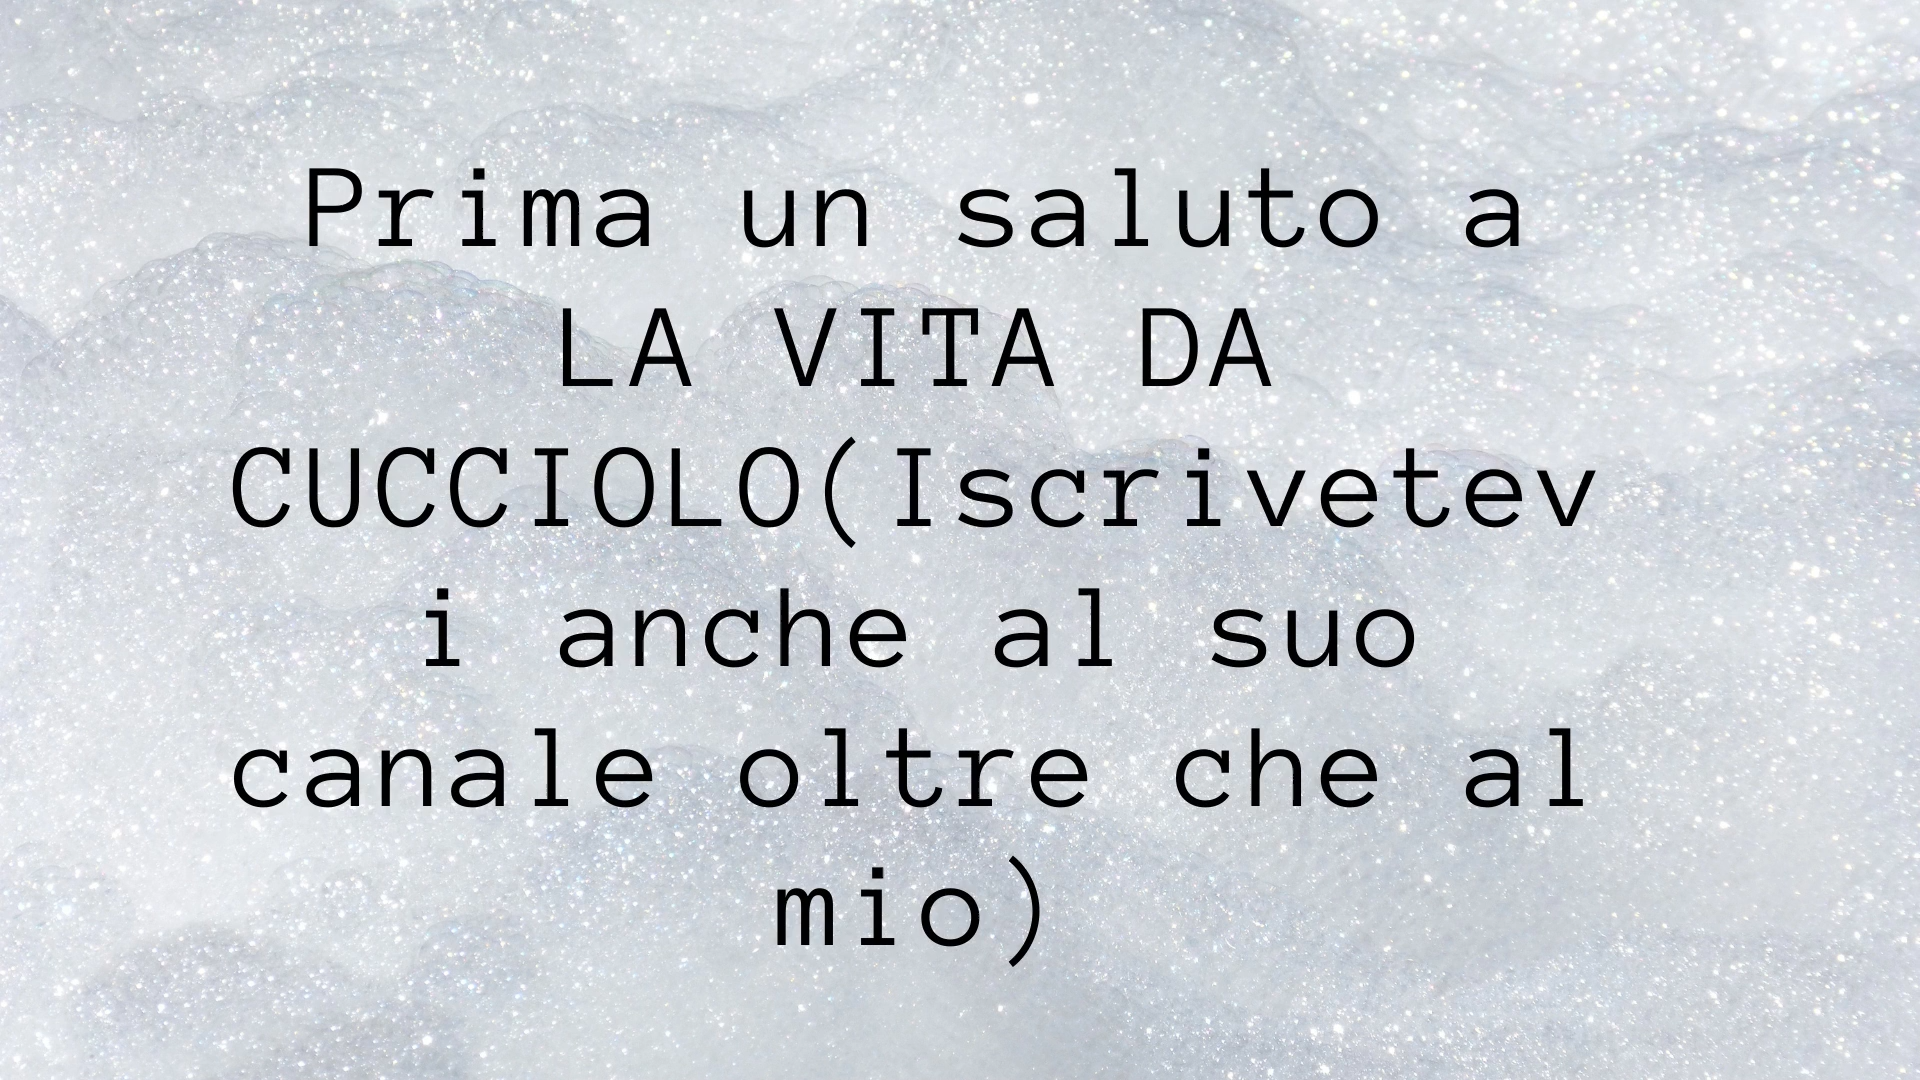 Prima un saluto a
LA VITA DA
CUCCIOLO(Iscrivetev
i anche al suo
canale oltre che al
mio)